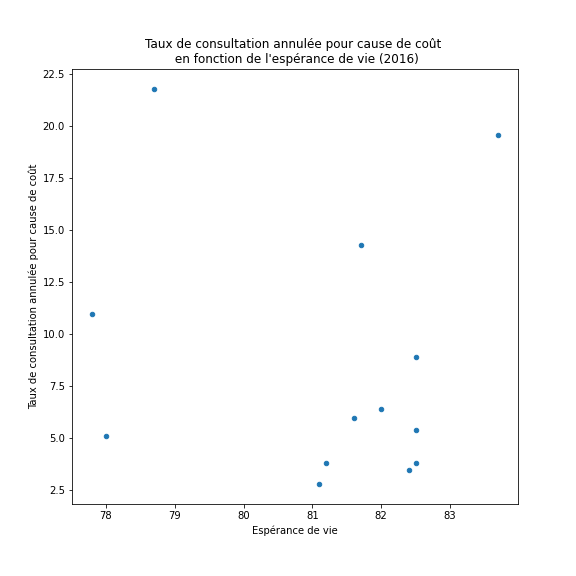 Taux de consultation annulée pour cause de coût
en fonction de l'espérance de vie (2016)
22.5
20.0
17.5
15.0
12.5
10.0
7.5
5.0
2.5
Taux de consultation annulée pour cause de coût
78 79 80 81 82 83
Espérance de vie